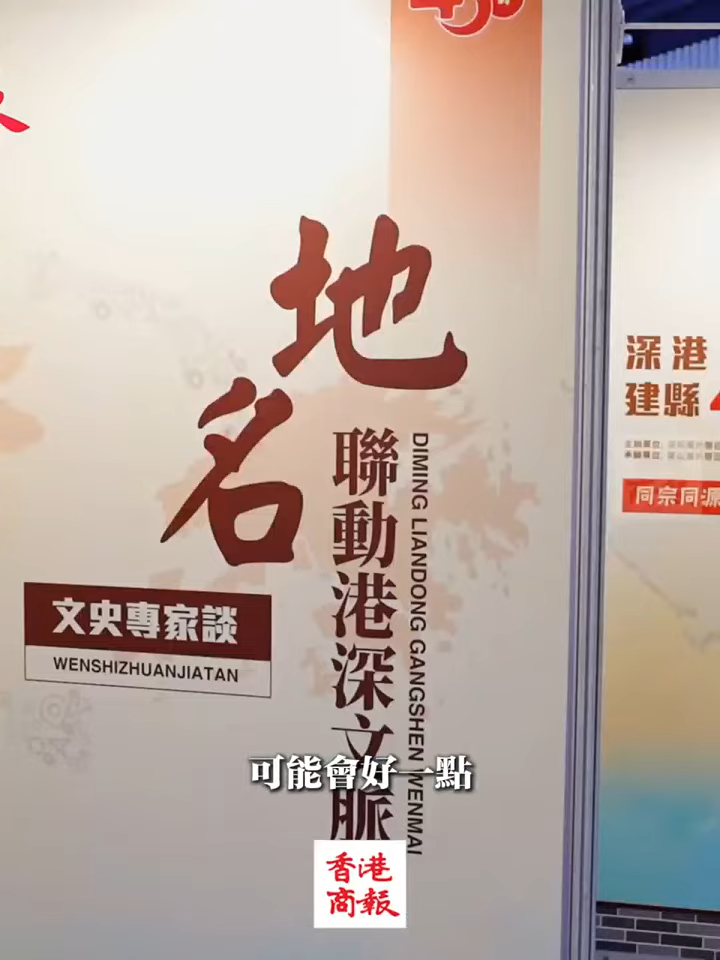 地
名
聯動港深文脈
DIMING LIANDONG GANGSHEN WENMAI
文史專家談
WENSHIZHUANJIATAN
深港
建縣
同宗同源
可能會好一點
香港
商報